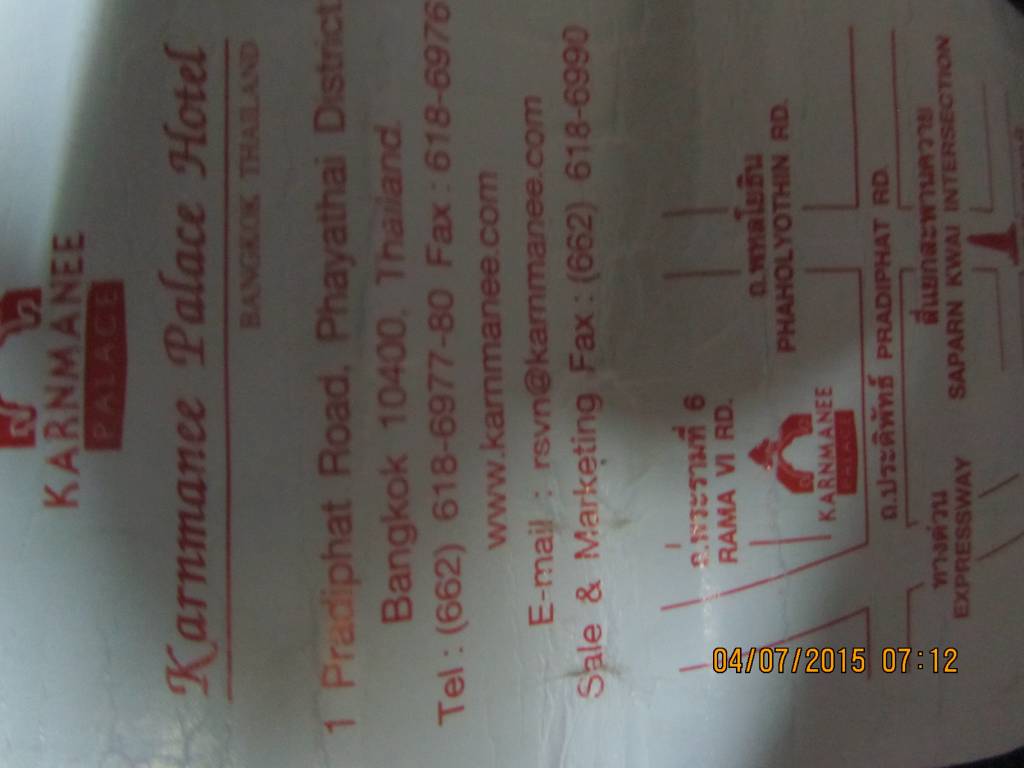 KARNMANEE
PALACE
Karnmanee Palace Hotel
BANGKOK THAILAND
1 Pradiphat Road, Phayathai District
Bangkok 10400, Thailand.
Tel : (662) 618-6977-80 Fax : 618-6976
www.karnmanee.com
E-mail : rsvn@karnmanee.com
Sale & Marketing Fax : (662) 618-6990
ถ.พระรามที่ 6
RAMA VI RD.
ถ.พหลโยธิน
PHAHOLYOTHIN RD.
KARNMANEE
PALACE
ถ.ประดิพัทธ์ PRADIPHAT RD.
ทางด่วน
EXPRESSWAY
สี่แยกสะพานควาย
SAPARN KWAI INTERSECTION
04/07/2015 07:12